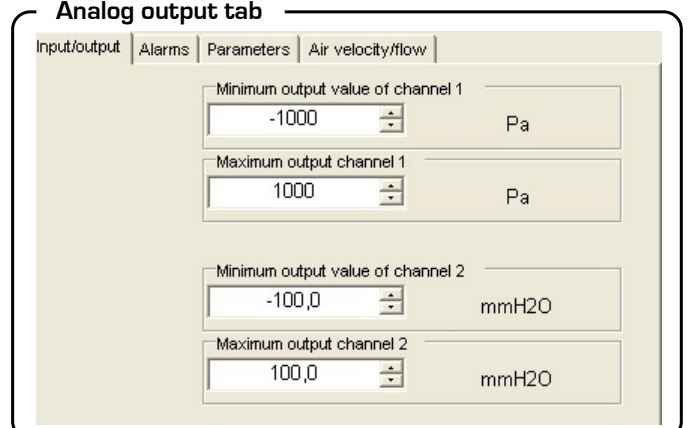 Analog output tab
Input/output Alarms Parameters Air velocity/flow
Minimum output value of channel 1
-1000 Pa
Maximum output channel 1
1000 Pa
Minimum output value of channel 2
-100,0 mmH2O
Maximum output channel 2
100,0 mmH2O